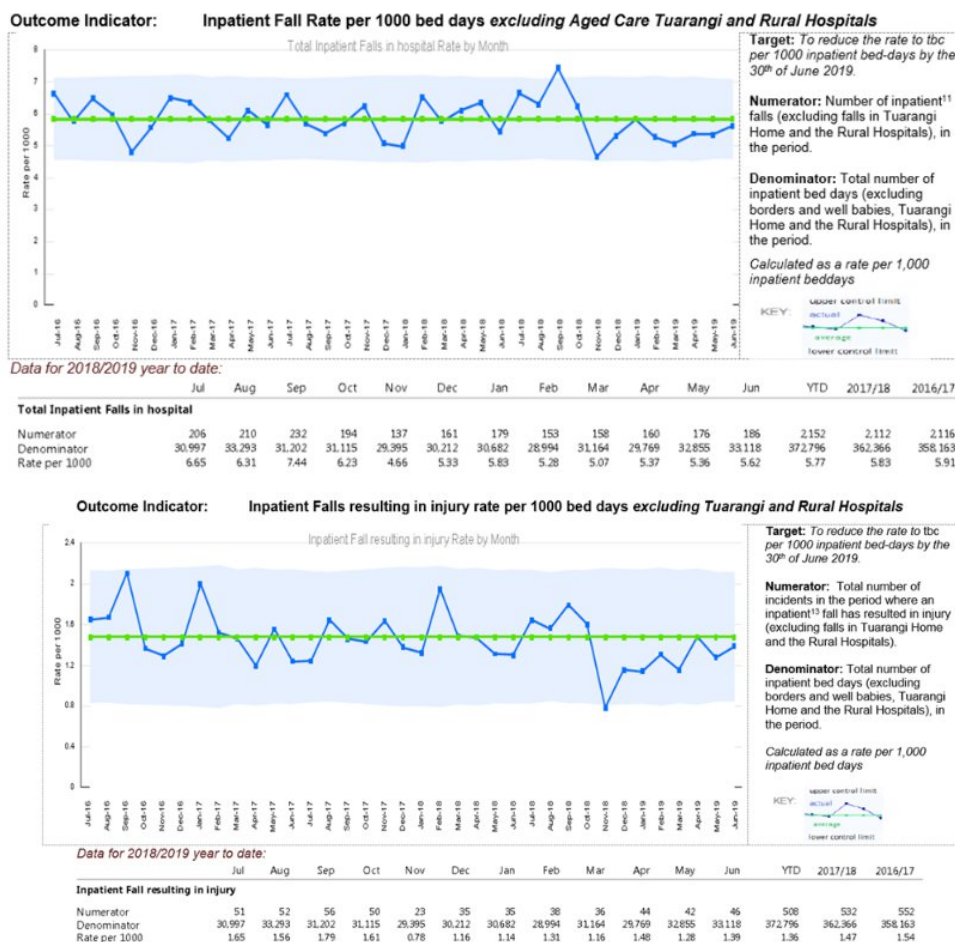 Outcome Indicator: Inpatient Fall Rate per 1000 bed days excluding Aged Care Tuarangi and Rural Hospitals
Total Inpatient Falls in hospital Rate by Month
8
7
6
5
4
3
2
1
0
Rate per 1000
Jul-16 Aug-16 Sep-16 Oct-16 Nov-16 Dec-16 Jan-17 Feb-17 Mar-17 Apr-17 May-17 Jun-17 Jul-17 Aug-17 Sep-17 Oct-17 Nov-17 Dec-17 Jan-18 Feb-18 Mar-18 Apr-18 May-18 Jun-18 Jul-18 Aug-18 Sep-18 Oct-18 Nov-18 Dec-18 Jan-19 Feb-19 Mar-19 Apr-19 May-19 Jun-19
Target: To reduce the rate to tbc
per 1000 inpatient bed-days by the
30th of June 2019.
Numerator: Number of inpatient11
falls (excluding falls in Tuarangi
Home and the Rural Hospitals), in
the period.
Denominator: Total number of
inpatient bed days (excluding
borders and well babies, Tuarangi
Home and the Rural Hospitals), in
the period.
Calculated as a rate per 1,000
inpatient beddays
KEY:
upper control limit
actual
average
lower control limit
Data for 2018/2019 year to date:
Jul Aug Sep Oct Nov Dec Jan Feb Mar Apr May Jun YTD 2017/18 2016/17
Total Inpatient Falls in hospital
Numerator 206 210 232 194 137 161 179 153 158 160 176 186 2152 2,112 2,116
Denominator 30,997 33,293 31,202 31,115 29,395 30,212 30,682 28,994 31,164 29,769 32,855 33,118 372,796 362,366 358,163
Rate per 1000 6.65 6.31 7.44 6.23 4.66 5.33 5.83 5.28 5.07 5.37 5.36 5.62 5.77 5.83 5.91
Outcome Indicator: Inpatient Falls resulting in injury rate per 1000 bed days excluding Tuarangi and Rural Hospitals
Inpatient Fall resulting in injury Rate by Month
2.4
2
1.6
1.2
0.8
0.4
0
Rate per 1000
Jul-16 Aug-16 Sep-16 Oct-16 Nov-16 Dec-16 Jan-17 Feb-17 Mar-17 Apr-17 May-17 Jun-17 Jul-17 Aug-17 Sep-17 Oct-17 Nov-17 Dec-17 Jan-18 Feb-18 Mar-18 Apr-18 May-18 Jun-18 Jul-18 Aug-18 Sep-18 Oct-18 Nov-18 Dec-18 Jan-19 Feb-19 Mar-19 Apr-19 May-19 Jun-19
Target: To reduce the rate to tbc
per 1000 inpatient bed-days by the
30th of June 2019.
Numerator: Total number of
incidents in the period where an
inpatient13 fall has resulted in injury
(excluding falls in Tuarangi Home
and the Rural Hospitals).
Denominator: Total number of
inpatient bed days (excluding
borders and well babies, Tuarangi
Home and the Rural Hospitals), in
the period.
Calculated as a rate per 1,000
inpatient bed days
KEY:
upper control limit
actual
average
lower control limit
Data for 2018/2019 year to date:
Jul Aug Sep Oct Nov Dec Jan Feb Mar Apr May Jun YTD 2017/18 2016/17
Inpatient Fall resulting in injury
Numerator 51 52 56 50 23 35 35 38 36 44 42 46 508 532 552
Denominator 30,997 33,293 31,202 31,115 29,395 30,212 30,682 28,994 31,164 29,769 32,855 33,118 372,796 362,366 358,163
Rate per 1000 1.65 1.56 1.79 1.61 0.78 1.16 1.14 1.31 1.16 1.48 1.28 1.39 1.36 1.47 1.54